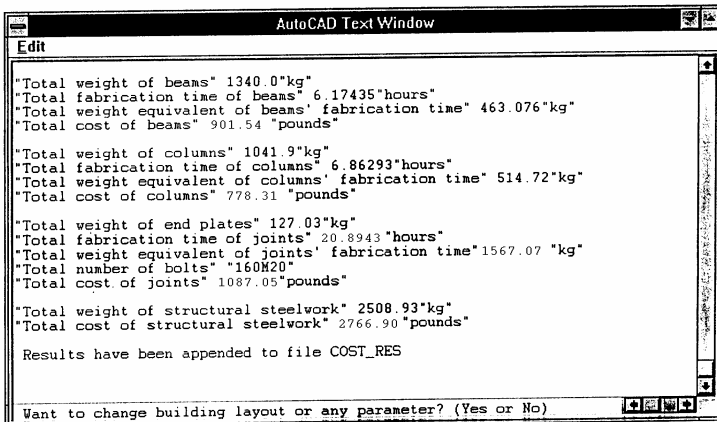 AutoCAD Text Window
Edit
"Total weight of beams" 1340.0"kg"
"Total fabrication time of beams" 6.17435"hours"
"Total weight equivalent of beams' fabrication time" 463.076"kg"
"Total cost of beams" 901.54 "pounds"
"Total weight of columns" 1041.9"kg"
"Total fabrication time of columns" 6.86293"hours"
"Total weight equivalent of columns' fabrication time" 514.72"kg"
"Total cost of columns" 778.31 "pounds"
"Total weight of end plates" 127.03"kg"
"Total fabrication time of joints" 20.8943 "hours"
"Total weight equivalent of joints' fabrication time"1567.07 "kg"
"Total number of bolts" "160M20"
"Total cost of joints" 1087.05"pounds"
"Total weight of structural steelwork" 2508.93"kg"
"Total cost of structural steelwork" 2766.90 "pounds"
Results have been appended to file COST_RES
Want to change building layout or any parameter? (Yes or No)